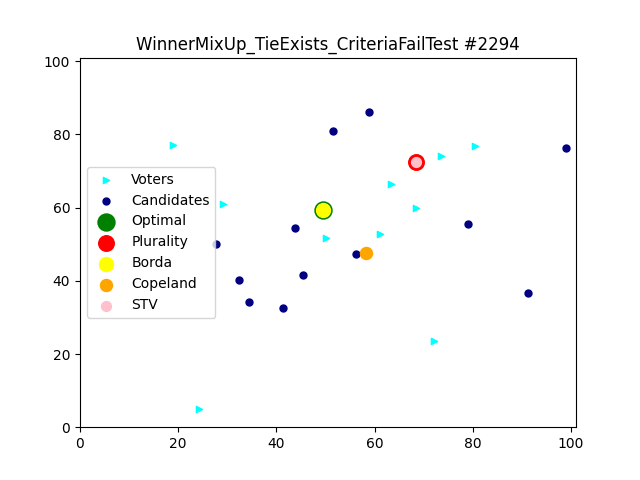 WinnerMixUp_TieExists_CriteriaFailTest #2294
100
80
60
40
20
0
Voters
Candidates
Optimal
Plurality
Borda
Copeland
STV
0 20 40 60 80 100